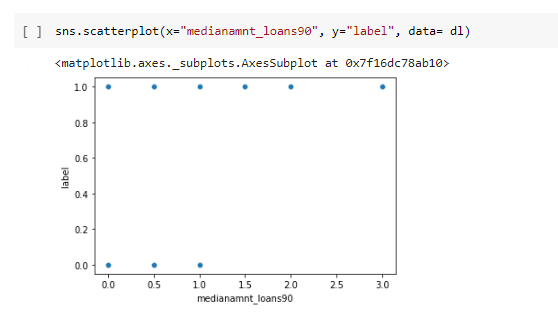 [ ] sns.scatterplot(x="medianamnt_loans90", y="label", data= dl)
<matplotlib.axes._subplots.AxesSubplot at 0x7f16dc78ab10>
1.0
0.8
0.6
label
0.4
0.2
0.0
0.0 0.5 1.0 1.5 2.0 2.5 3.0
medianamnt_loans90